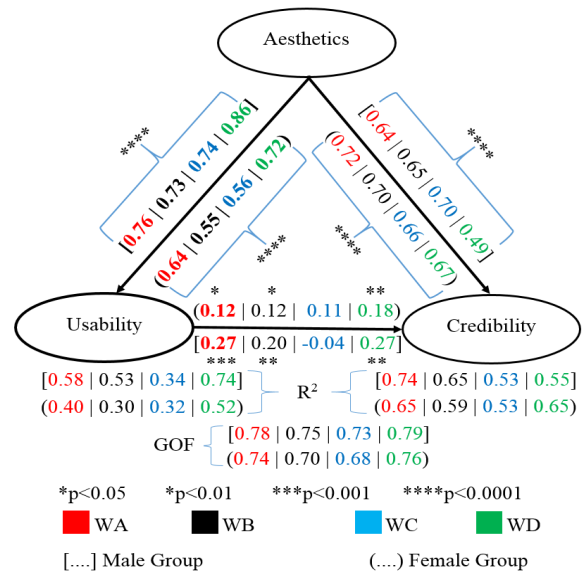 Aesthetics
****
[0.76 | 0.73 | 0.74 | 0.86]
(0.64 | 0.55 | 0.56 | 0.72)
****
****
(0.72 | 0.70 | 0.66 | 0.67)
[0.64 | 0.65 | 0.70 | 0.49]
****
* * **
(0.12 | 0.12 | 0.11 | 0.18)
Usability
Credibility
[0.27 | 0.20 | -0.04 | 0.27]
*** ** **
[0.58 | 0.53 | 0.34 | 0.74] R² [0.74 | 0.65 | 0.53 | 0.55]
(0.40 | 0.30 | 0.32 | 0.52) (0.65 | 0.59 | 0.53 | 0.65)
GOF [0.78 | 0.75 | 0.73 | 0.79]
(0.74 | 0.70 | 0.68 | 0.76)
*p<0.05 *p<0.01 ***p<0.001 ****p<0.0001
WA WB WC WD
[....] Male Group (....) Female Group